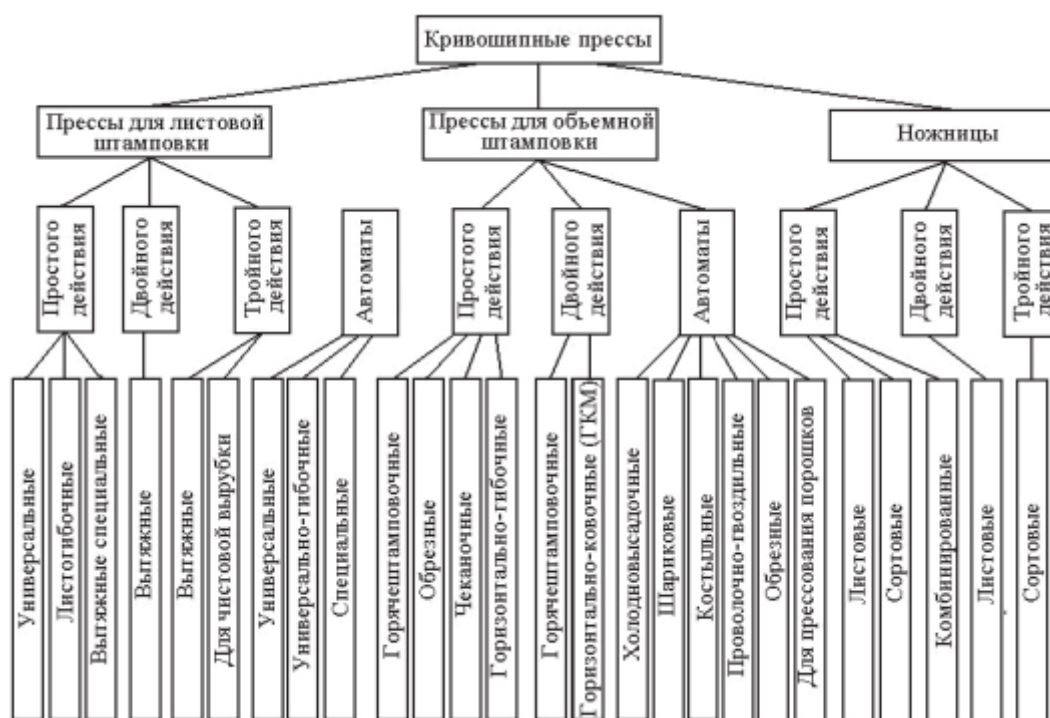 Кривошипные прессы
Прессы для листовой
штамповки
Прессы для объемной
штамповки
Ножницы
Простого
действия
Двойного
действия
Тройного
действия
Автоматы
Простого
действия
Двойного
действия
Автоматы
Простого
действия
Двойного
действия
Тройного
действия
Универсальные
Листогибочные
Вытяжные специальные
Вытяжные
Вытяжные
Для чистовой вырубки
Универсальные
Универсально-гибочные
Специальные
Горячештамповочные
Обрезные
Чеканочные
Горизонтально-гибочные
Горячештамповочные
Горизонтально-ковочные (ГКМ)
Холодновысадочные
Шариковые
Костыльные
Проволочно-гвоздильные
Обрезные
Для прессования порошков
Листовые
Сортовые
Комбинированные
Листовые
Сортовые